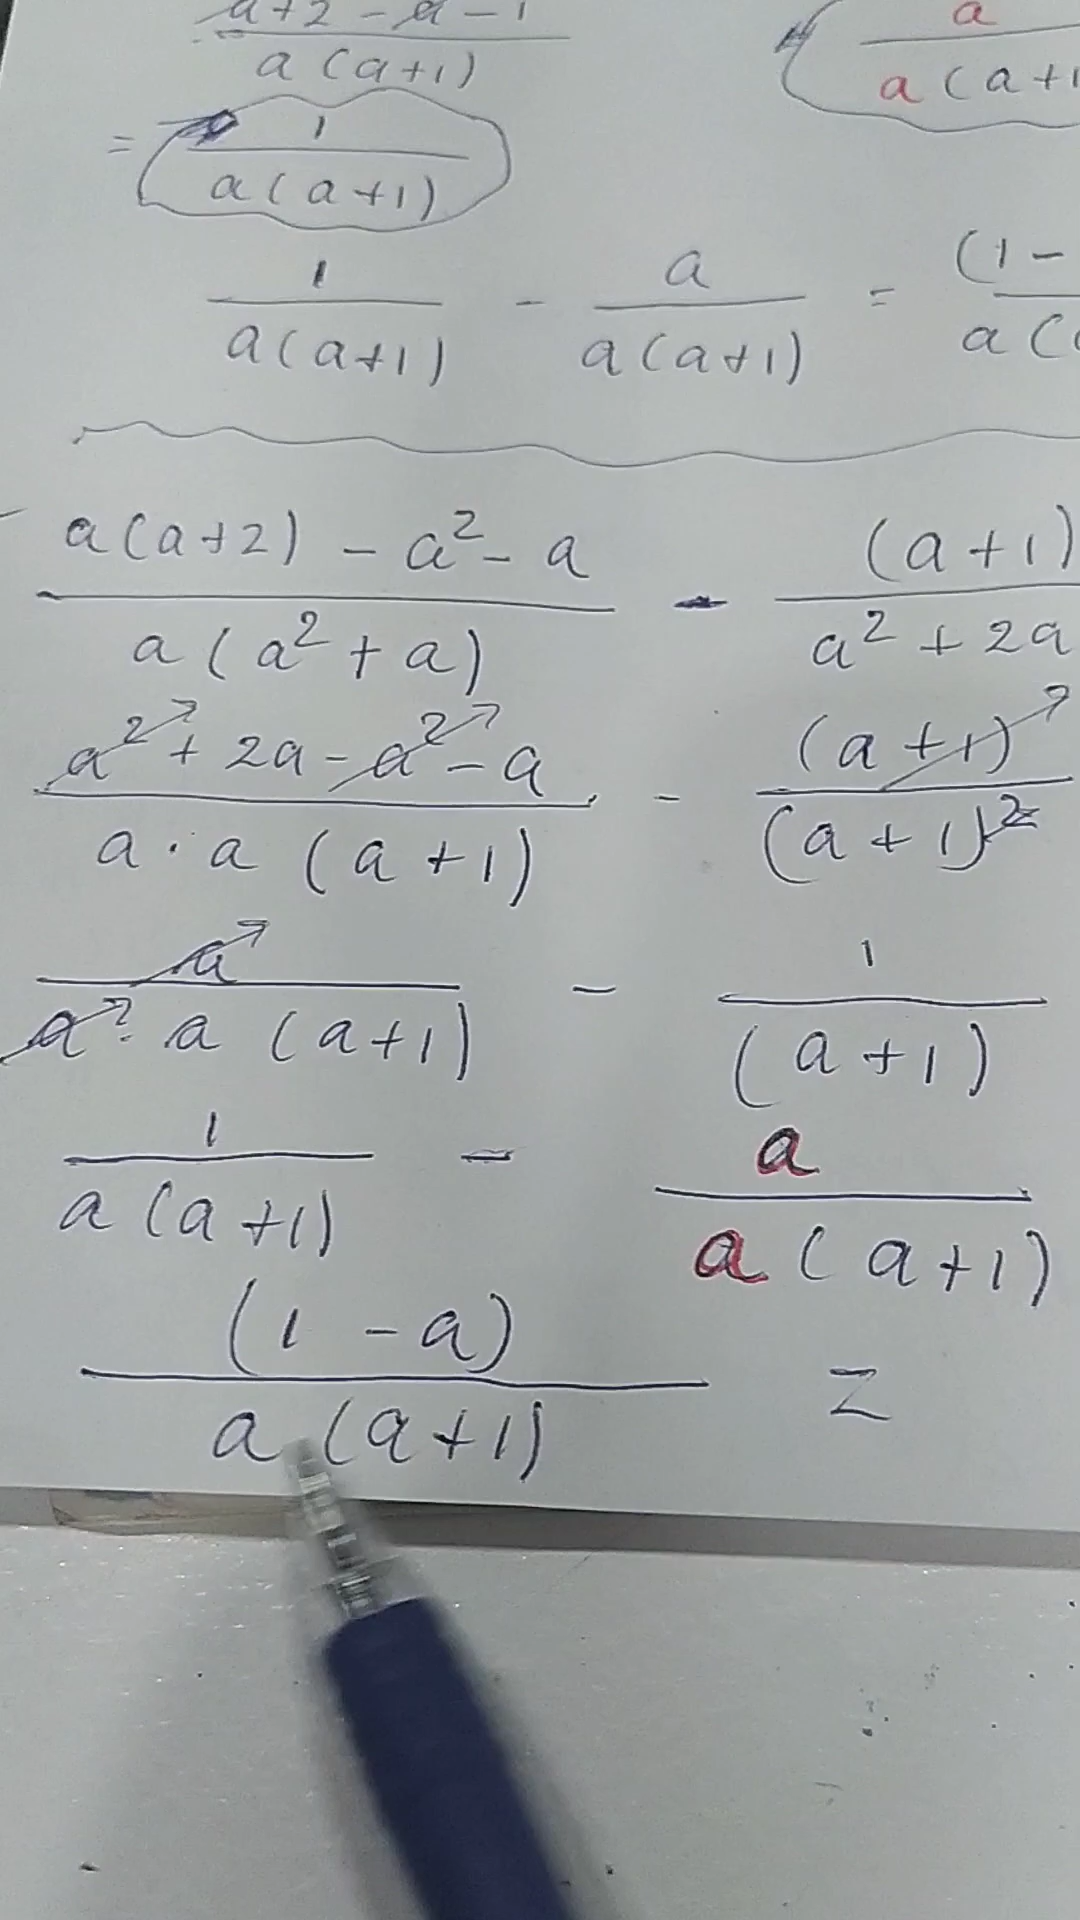 a+2 - a - 1
a (a+1)
a
a (a+1
= 1
a (a+1)
1 - a = (1 -
a(a+1) a(a+1) a(
a(a+2) - a² - a - (a+1)
a (a² + a) a² + 2a
a² + 2a - a² - a - (a+1)
a · a (a+1) (a+1)²
a - 1
a · a (a+1) (a+1)
1 - a
a (a+1) a (a+1)
(1 - a) =
a (a+1)